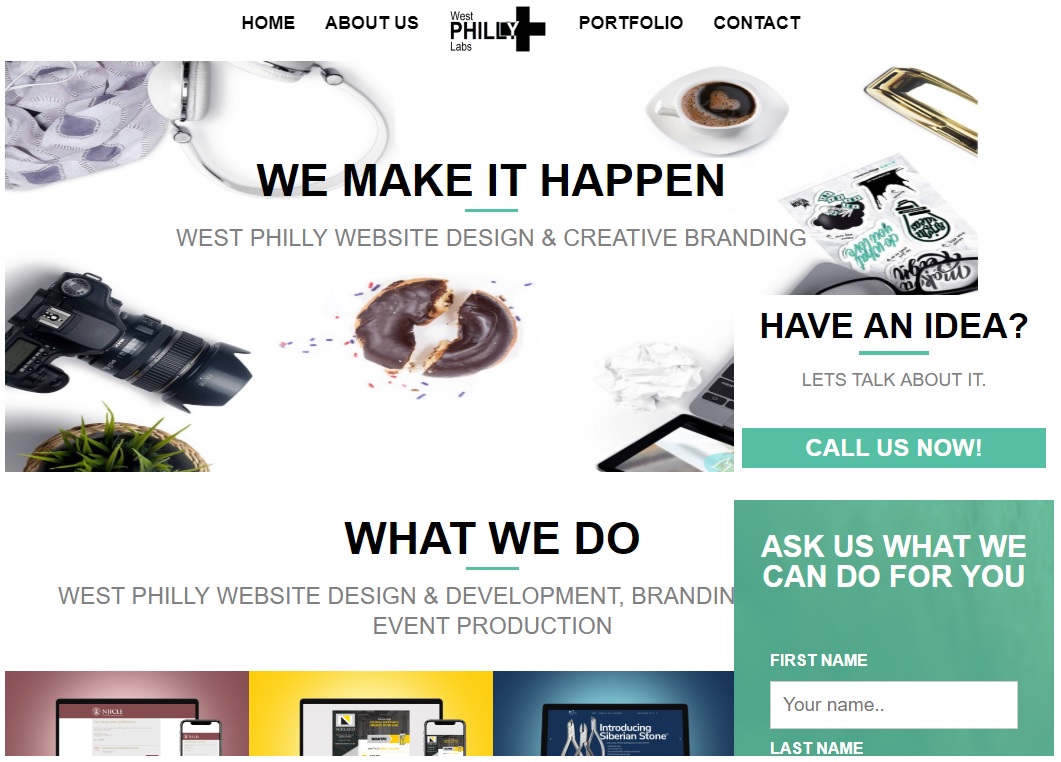 HOME ABOUT US West PHILLY Labs PORTFOLIO CONTACT
WE MAKE IT HAPPEN
WEST PHILLY WEBSITE DESIGN & CREATIVE BRANDING
HAVE AN IDEA?
LETS TALK ABOUT IT.
CALL US NOW!
WHAT WE DO
WEST PHILLY WEBSITE DESIGN & DEVELOPMENT,
EVENT PRODUCTION
ASK US WHAT WE
CAN DO FOR YOU
FIRST NAME
Your name..
LAST NAME
NJICLE
Introducing
Siberian Stone